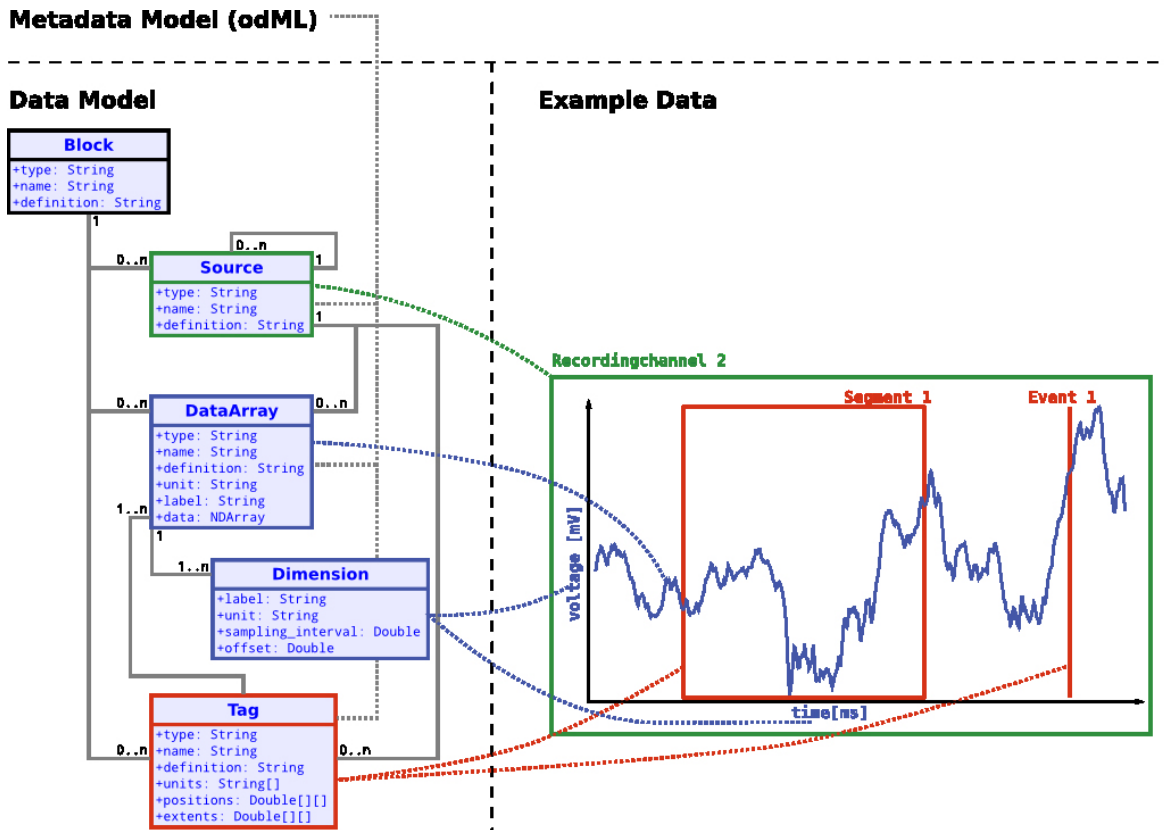 Metadata Model (odML)
Data Model
Example Data
Block
+type: String
+name: String
+definition: String
1
0..n
0..n
1
Source
+type: String
+name: String
+definition: String
1
0..n
0..n
DataArray
+type: String
+name: String
+definition: String
+unit: String
+label: String
+data: NDArray
1..n
1
1..n
Dimension
+label: String
+unit: String
+sampling_interval: Double
+offset: Double
Tag
+type: String
+name: String
+definition: String
+units: String[]
+positions: Double[][]
+extents: Double[][]
0..n
0..n
Recordingchannel 2
Segment 1
Event 1
voltage [mV]
time[ms]